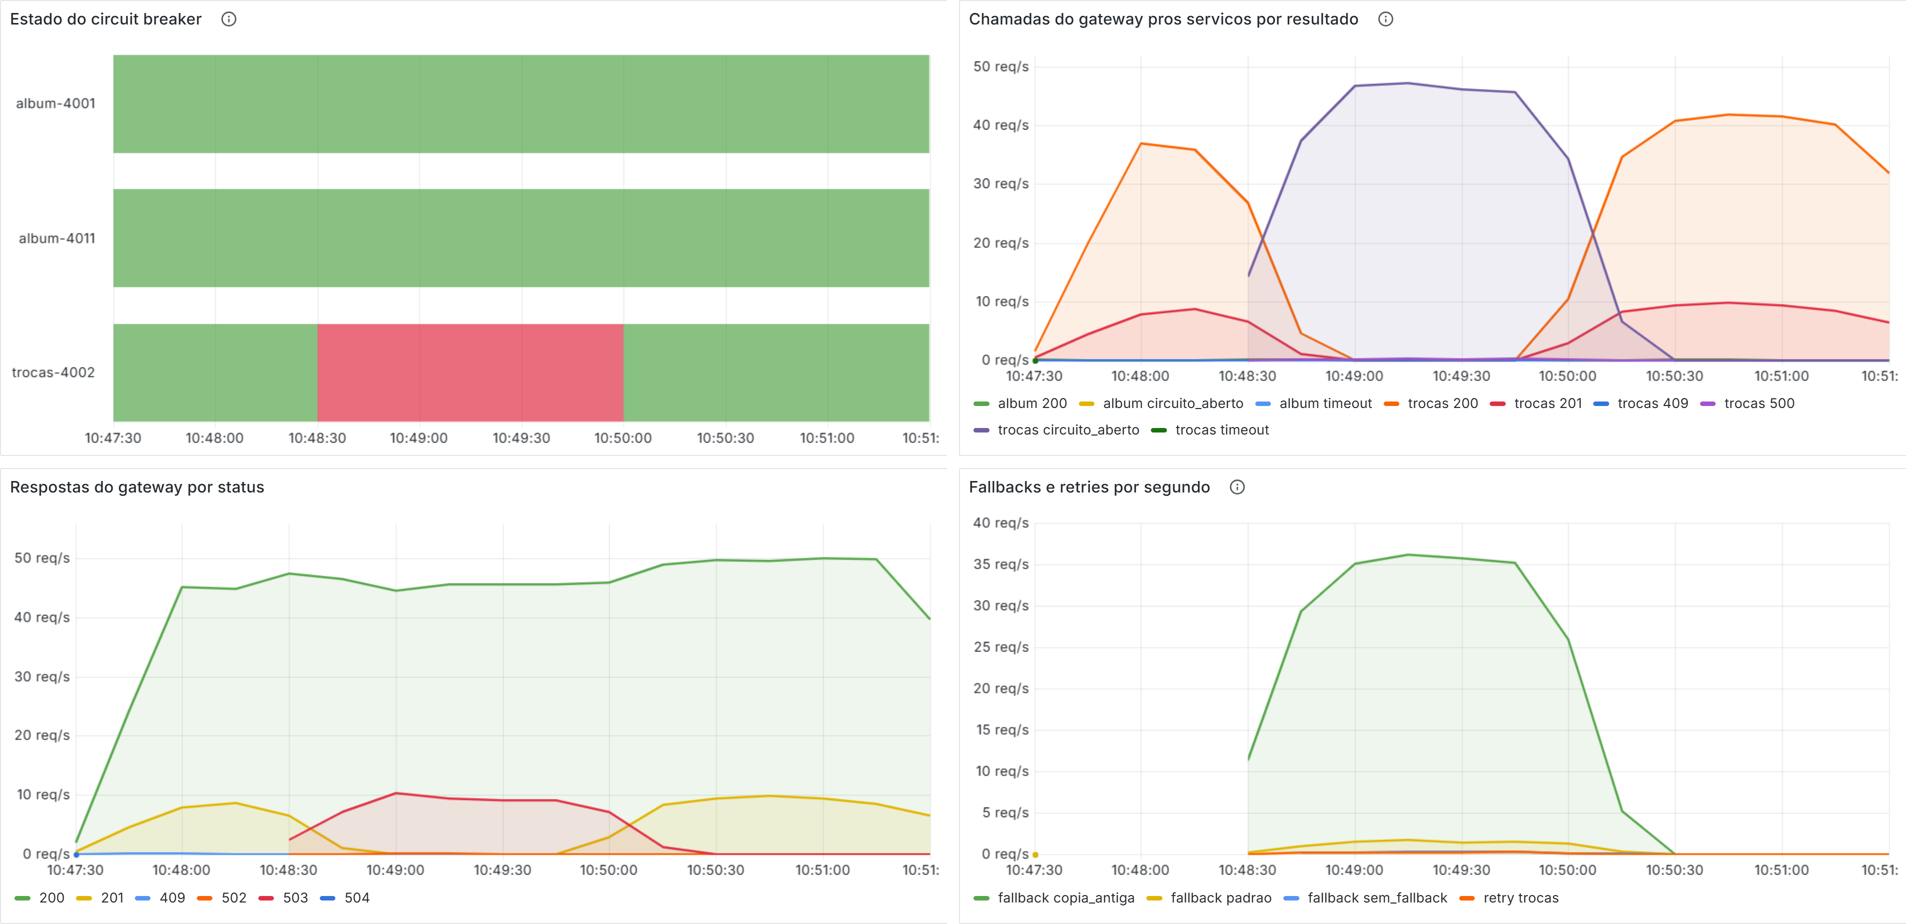 Estado do circuit breaker
album-4001
album-4011
trocas-4002
10:47:30 10:48:00 10:48:30 10:49:00 10:49:30 10:50:00 10:50:30 10:51:00 10:51:
Chamadas do gateway pros servicos por resultado
50 req/s
40 req/s
30 req/s
20 req/s
10 req/s
0 req/s
10:47:30 10:48:00 10:48:30 10:49:00 10:49:30 10:50:00 10:50:30 10:51:00 10:51:
album 200 album circuito_aberto album timeout trocas 200 trocas 201 trocas 409 trocas 500
trocas circuito_aberto trocas timeout
Respostas do gateway por status
50 req/s
40 req/s
30 req/s
20 req/s
10 req/s
0 req/s
10:47:30 10:48:00 10:48:30 10:49:00 10:49:30 10:50:00 10:50:30 10:51:00 10:51:
200 201 409 502 503 504
Fallbacks e retries por segundo
40 req/s
35 req/s
30 req/s
25 req/s
20 req/s
15 req/s
10 req/s
5 req/s
0 req/s
10:47:30 10:48:00 10:48:30 10:49:00 10:49:30 10:50:00 10:50:30 10:51:00 10:51:
fallback copia_antiga fallback padrao fallback sem_fallback retry trocas